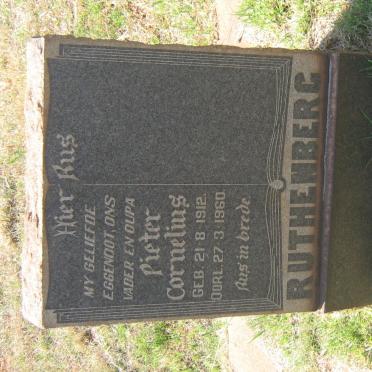 Hier Rus
MY GELIEFDE
EGGENOOT ONS
VADER EN OUPA
Pieter
Cornelius
GEB. 21·8·1912.
OORL. 27·3·1960.
Rus in vrede.
RUTHENBERG